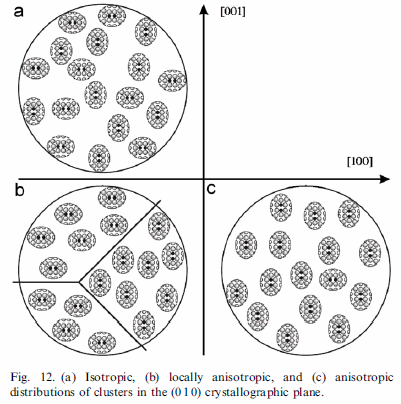 a
[001]
[100]
b
c
Fig. 12. (a) Isotropic, (b) locally anisotropic, and (c) anisotropic
distributions of clusters in the (0 1 0) crystallographic plane.